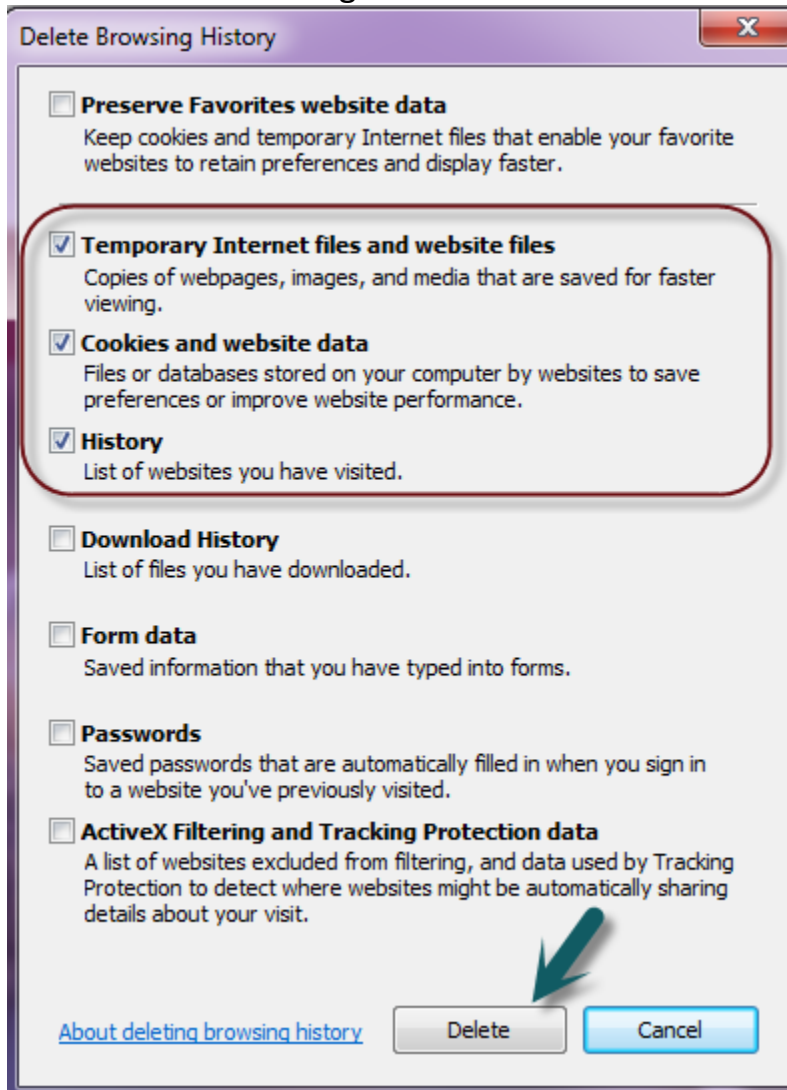 Delete Browsing History
Preserve Favorites website data
Keep cookies and temporary Internet files that enable your favorite
websites to retain preferences and display faster.
Temporary Internet files and website files
Copies of webpages, images, and media that are saved for faster
viewing.
Cookies and website data
Files or databases stored on your computer by websites to save
preferences or improve website performance.
History
List of websites you have visited.
Download History
List of files you have downloaded.
Form data
Saved information that you have typed into forms.
Passwords
Saved passwords that are automatically filled in when you sign in
to a website you've previously visited.
ActiveX Filtering and Tracking Protection data
A list of websites excluded from filtering, and data used by Tracking
Protection to detect where websites might be automatically sharing
details about your visit.
About deleting browsing history
Delete
Cancel